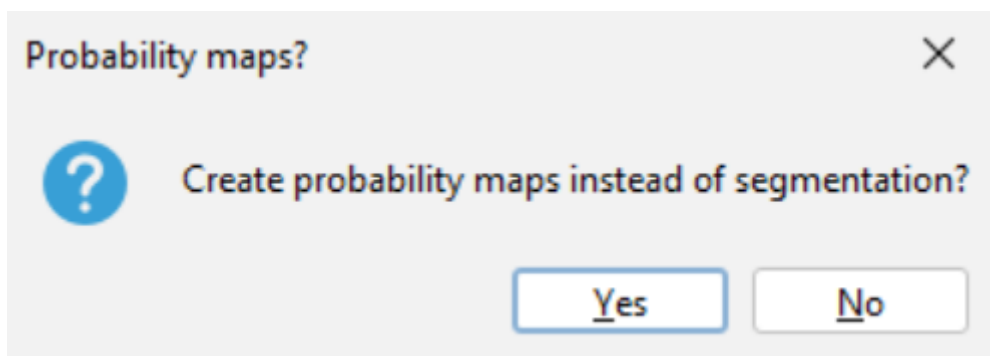 Probability maps?
Create probability maps instead of segmentation?
Yes
No